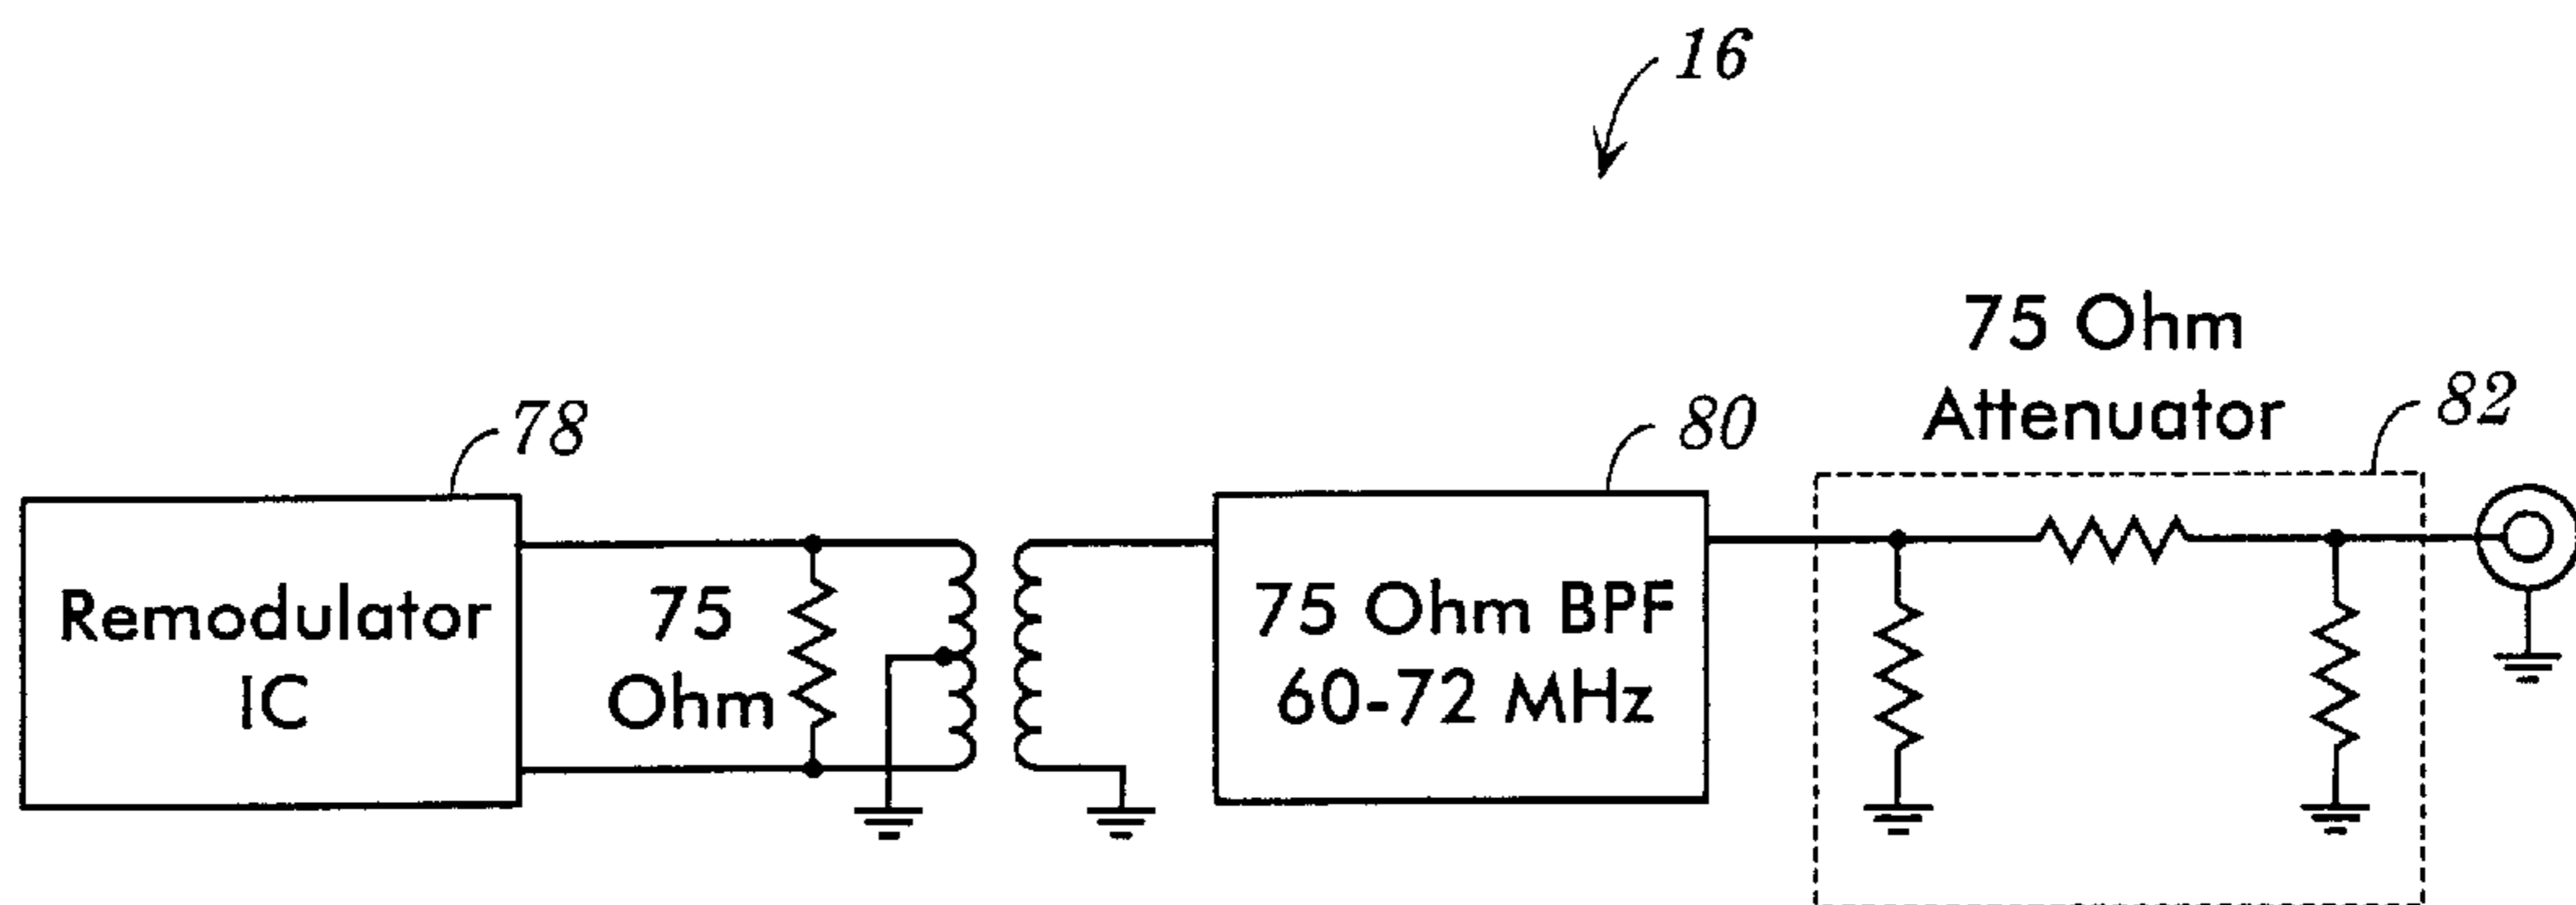 16
75 Ohm
Attenuator
82
78
80
Remodulator
IC
75
Ohm
75 Ohm BPF
60-72 MHz